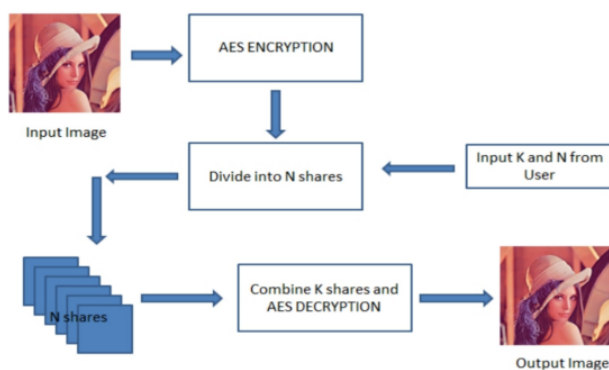 AES ENCRYPTION
Input Image
Divide into N shares
Input K and N from
User
N shares
Combine K shares and
AES DECRYPTION
Output Image